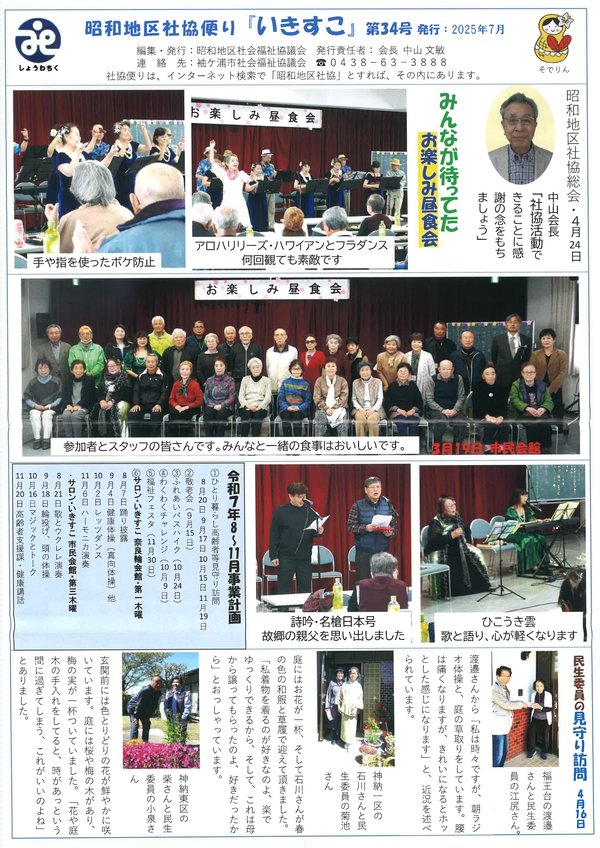 しょうわちく
昭和地区社協便り『いきすこ』第34号 発行：2025年7月
編集・発行：昭和地区社会福祉協議会 発行責任者：会長 中山 文敏
連 絡 先：袖ケ浦市社会福祉協議会 ☎0438-63-3888
社協便りは、インターネット検索で「昭和地区社協」とすれば、その内にあります。
そでりん
昭和地区社協総会・4月24日
中山会長
「社協活動で
きることに感
謝の念をもち
ましょう」
みんなが待ってた
お楽しみ昼食会
お楽しみ昼食会
手や指を使ったボケ防止
アロハリリーズ・ハワイアンとフラダンス
何回観ても素敵です
お楽しみ昼食会
参加者とスタッフの皆さんです。みんなと一緒の食事はおいしいです。
3月19日 市民会館
令和7年8～11月事業計画
①ひとり暮らし高齢者等見守り訪問
8月20日 9月17日 10月15日 11月19日
②敬老会（9月15日）
③ふれあいバスハイク（10月24日）
④わくわくチャレンジ（10月9日）
⑤福祉フェスタ（11月30日）
⑥サロン・いきすこ 奈良輪会館・第一木曜
8月7日 踊り披露
9月4日 健康体操（真向体操）他
10月2日 レッツダンス
11月6日 ハーモニカ演奏
・サロン・いきすこ 市民会館・第三木曜
8月21日 歌とウクレレ演奏
9月18日 輪投げ、頭の体操
10月16日 マジックとトーク
11月20日 高齢者支援課・健康講話
詩吟・名槍日本号
故郷の親父を思い出しました
ひこうき雲
歌と語り、心が軽くなります
民生委員の見守り訪問 4月16日
福王台の渡邉
さんと民生委
員の江尻さん。
渡邉さんから「私は時々ですが、朝ラジ
オ体操と、庭の草取りをしています。腰
は痛くなりますが、きれいになるとホッ
とした感じになります」と、近況を述べ
られています。
神納一区の
石川さんと民
生委員の菊池
さん
庭にはお花が一杯、そして石川さんが春
の色の和服と草履で迎えて頂きました。
「私着物を着るのが好きなのよ、楽で
ゆっくりできるから、そして、これは母
から譲ってもらったのよ、好きだったか
ら」とおっしゃっています。
神納東区の
柴さんと民生
委員の小泉さ
ん
玄関前には色とりどりの花が鮮やかに咲
いています。庭には桜や梅の木があり、
梅の実が一杯ついていました。「花や庭
木の手入れをしてると、時があっという
間に過ぎてしまう、これがいいのよね」
とありました。